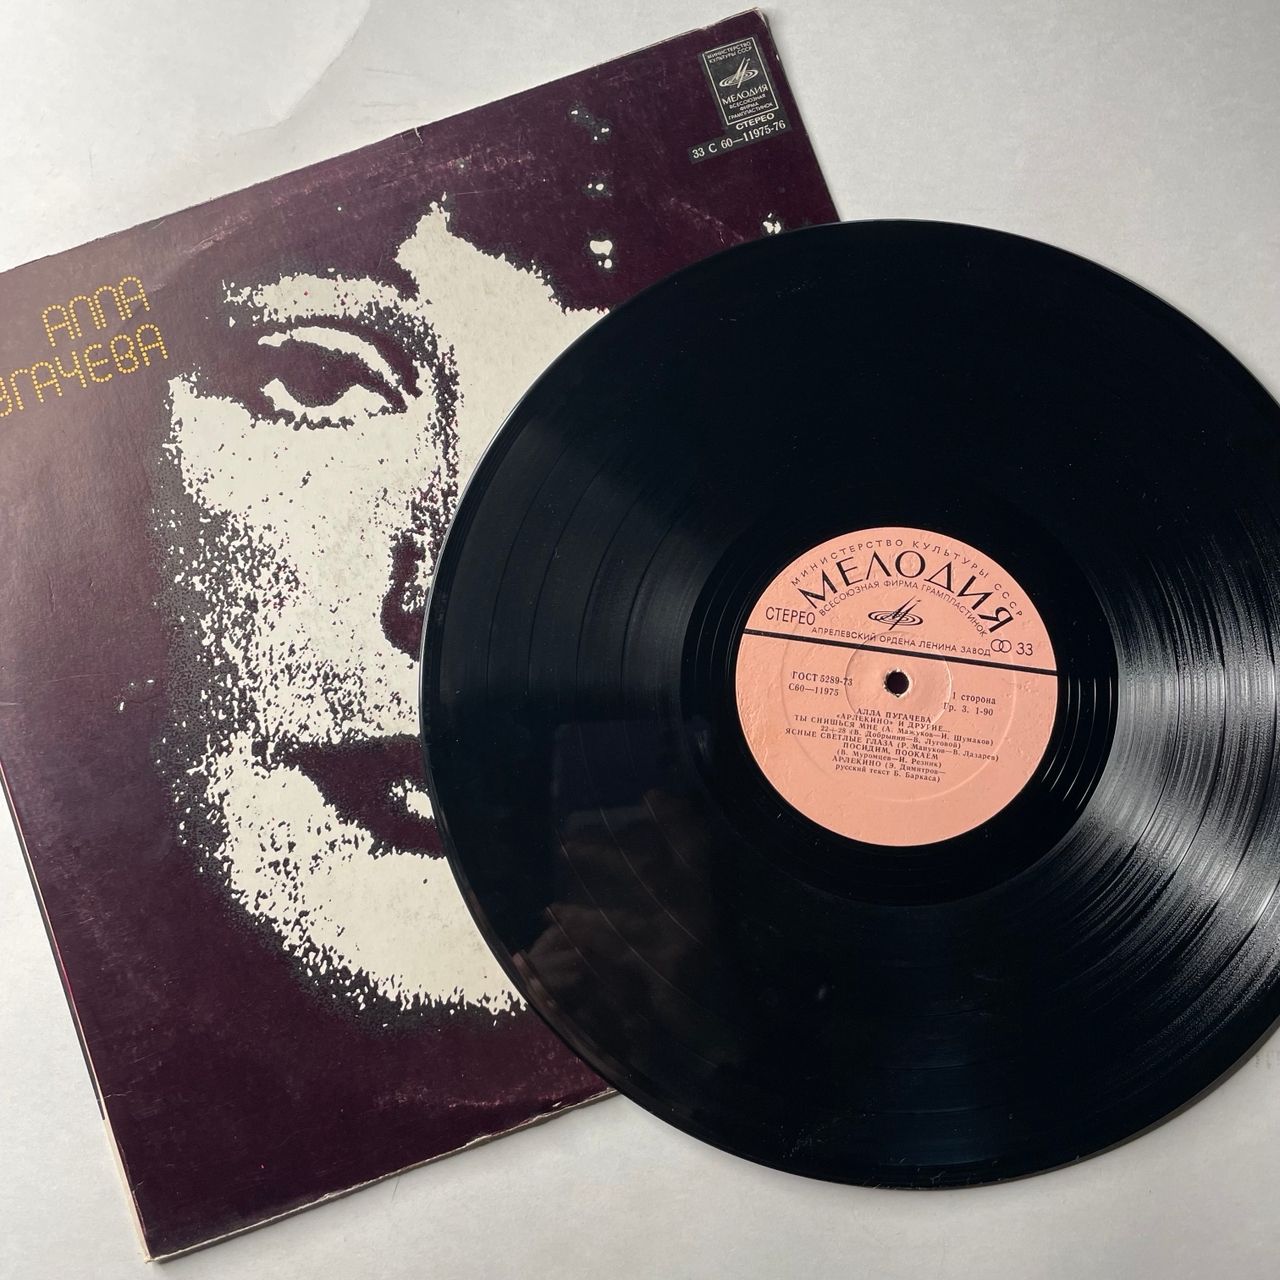 МИНИСТЕРСТВО
КУЛЬТУРЫ СССР
МЕЛОДИЯ
ВСЕСОЮЗНАЯ
ФИРМА
ГРАМПЛАСТИНОК
СТЕРЕО
33 С 60—11975-76
АЛЛА
УГАЧЕВА
МИНИСТЕРСТВО КУЛЬТУРЫ СССР
МЕЛОДИЯ
ВСЕСОЮЗНАЯ ФИРМА ГРАМПЛАСТИНОК
СТЕРЕО
АПРЕЛЕВСКИЙ ОРДЕНА ЛЕНИНА ЗАВОД
33
ГОСТ 5289-73
С60—11975
1 сторона
Гр. 3. 1-90
АЛЛА ПУГАЧЕВА
«АРЛЕКИНО» И ДРУГИЕ...
ТЫ СНИШЬСЯ МНЕ (А. Мажуков—И. Шумаков)
22+28 (В. Добрынин—В. Луговой)
ЯСНЫЕ СВЕТЛЫЕ ГЛАЗА (Р. Мануков—В. Лазарев)
ПОСИДИМ, ПООКАЕМ
(В. Муромцев—И. Резник)
АРЛЕКИНО (Э. Димитров—
русский текст Б. Баркаса)